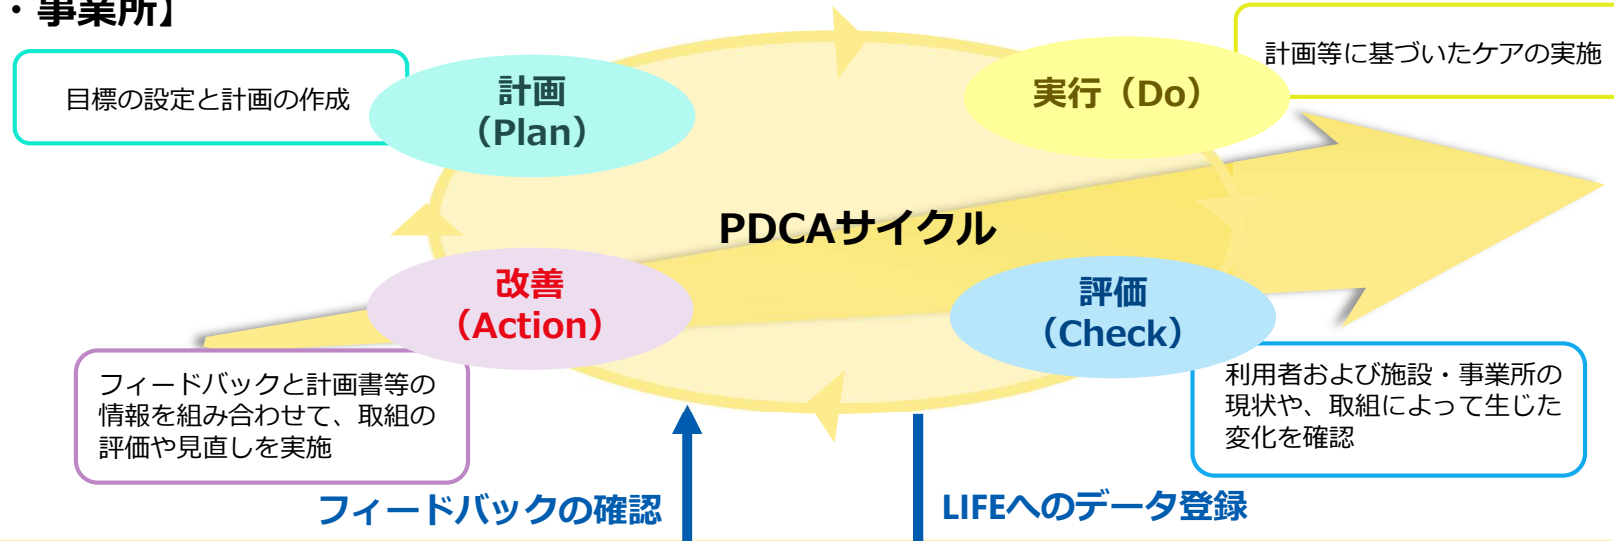 ・事業所】
目標の設定と計画の作成
計画
（Plan）
実行（Do）
計画等に基づいたケアの実施
PDCAサイクル
改善
（Action）
評価
（Check）
フィードバックと計画書等の
情報を組み合わせて、取組の
評価や見直しを実施
利用者および施設・事業所の
現状や、取組によって生じた
変化を確認
フィードバックの確認
LIFEへのデータ登録